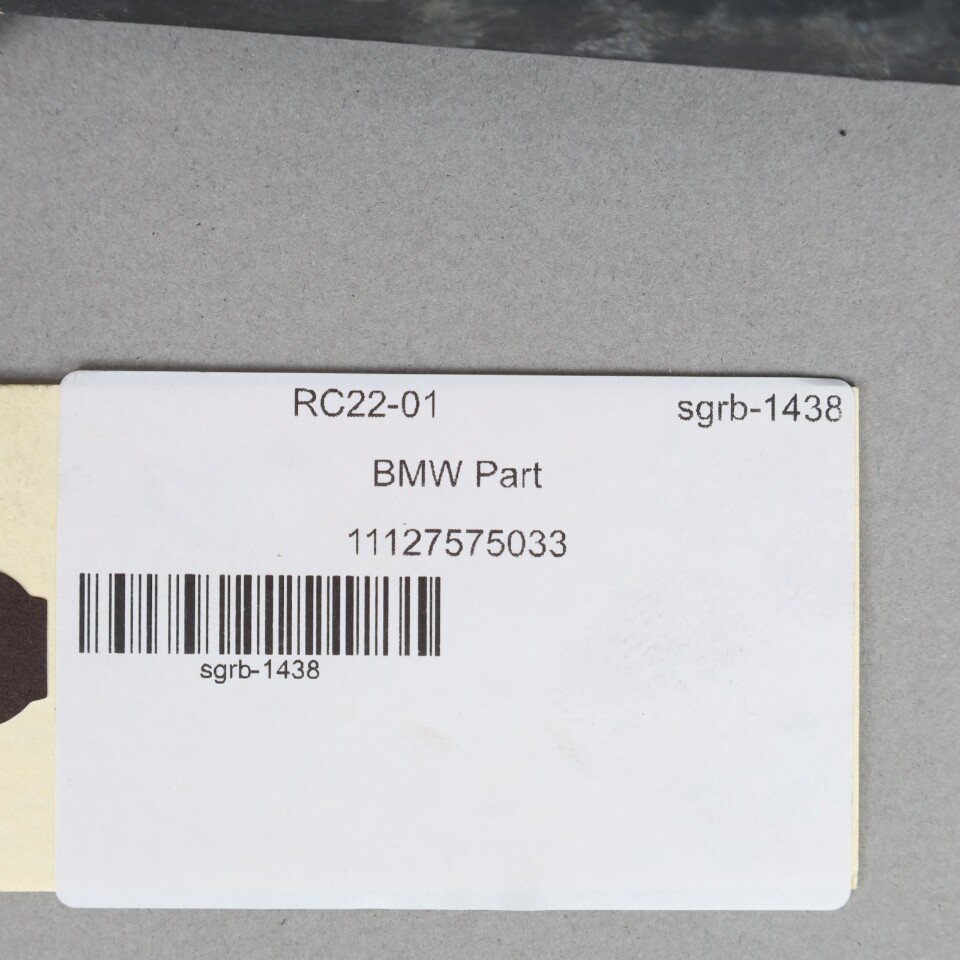 RC22-01 sgrb-1438
BMW Part
11127575033
sgrb-1438